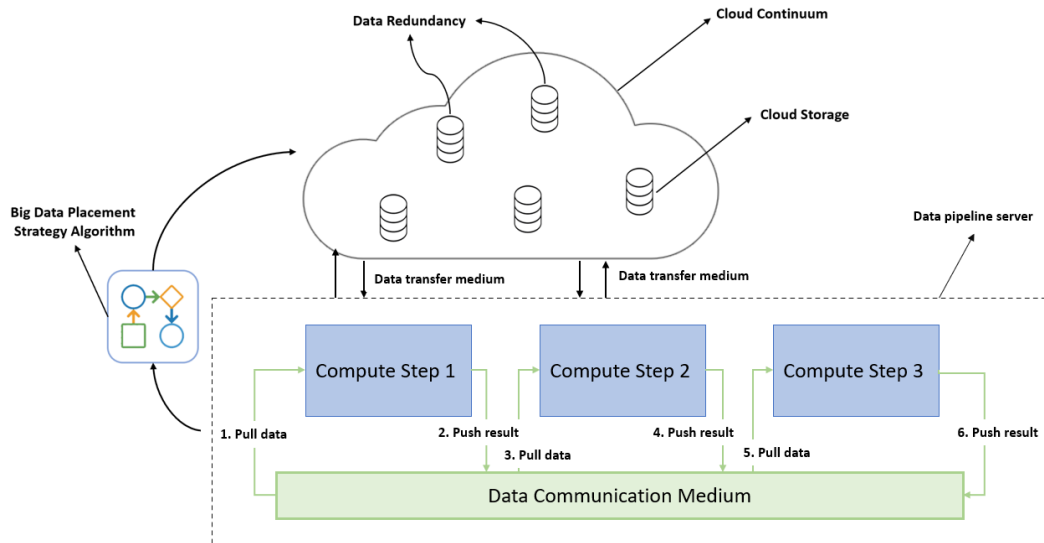 Data Redundancy
Cloud Continuum
Cloud Storage
Big Data Placement
Strategy Algorithm
Data pipeline server
Data transfer medium
Data transfer medium
Compute Step 1
Compute Step 2
Compute Step 3
1. Pull data
2. Push result
3. Pull data
4. Push result
5. Pull data
6. Push result
Data Communication Medium